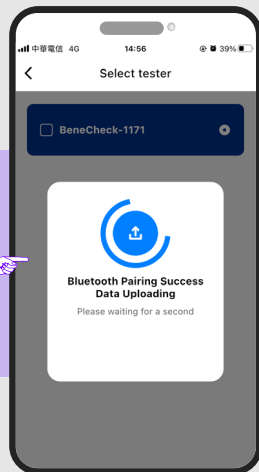 中華電信 4G 14:56 39%
Select tester
BeneCheck-1171
Bluetooth Pairing Success
Data Uploading
Please waiting for a second